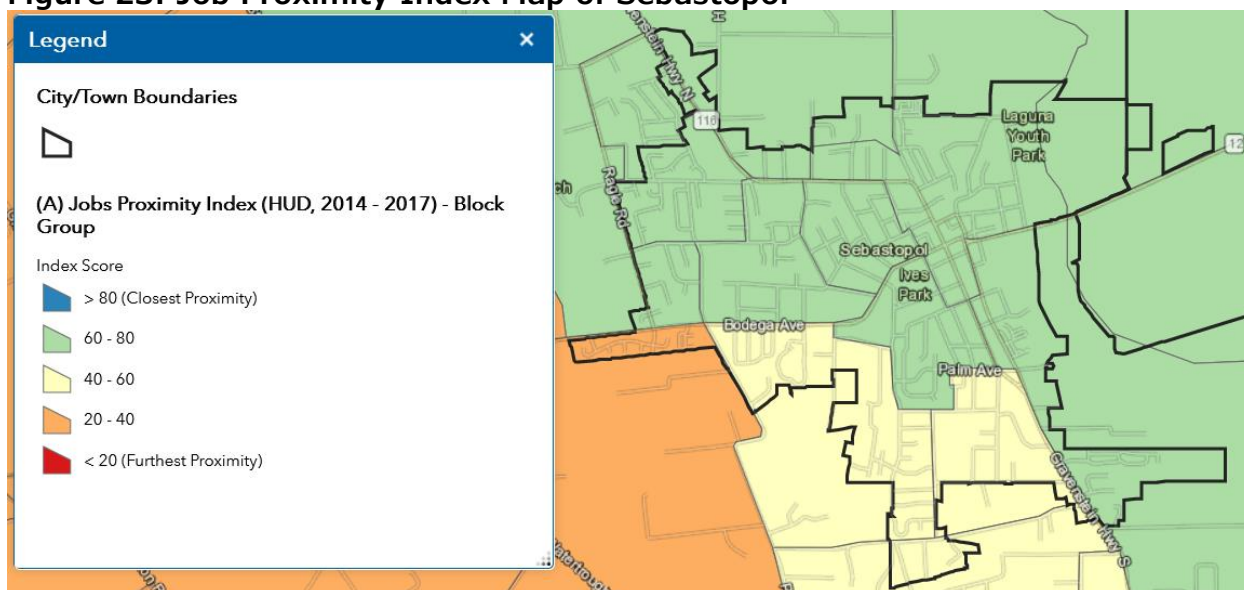 Figure 23: Job Proximity Index Map of Sebastopol
Legend
City/Town Boundaries
(A) Jobs Proximity Index (HUD, 2014 - 2017) - Block
Group
Index Score
> 80 (Closest Proximity)
60 - 80
40 - 60
20 - 40
< 20 (Furthest Proximity)
Hwy N
116
Laguna
Youth
Park
12
Ragle Rd
Sebastopol
Ives
Park
Bodega Ave
Palm Ave
Gravenstein Hwy S